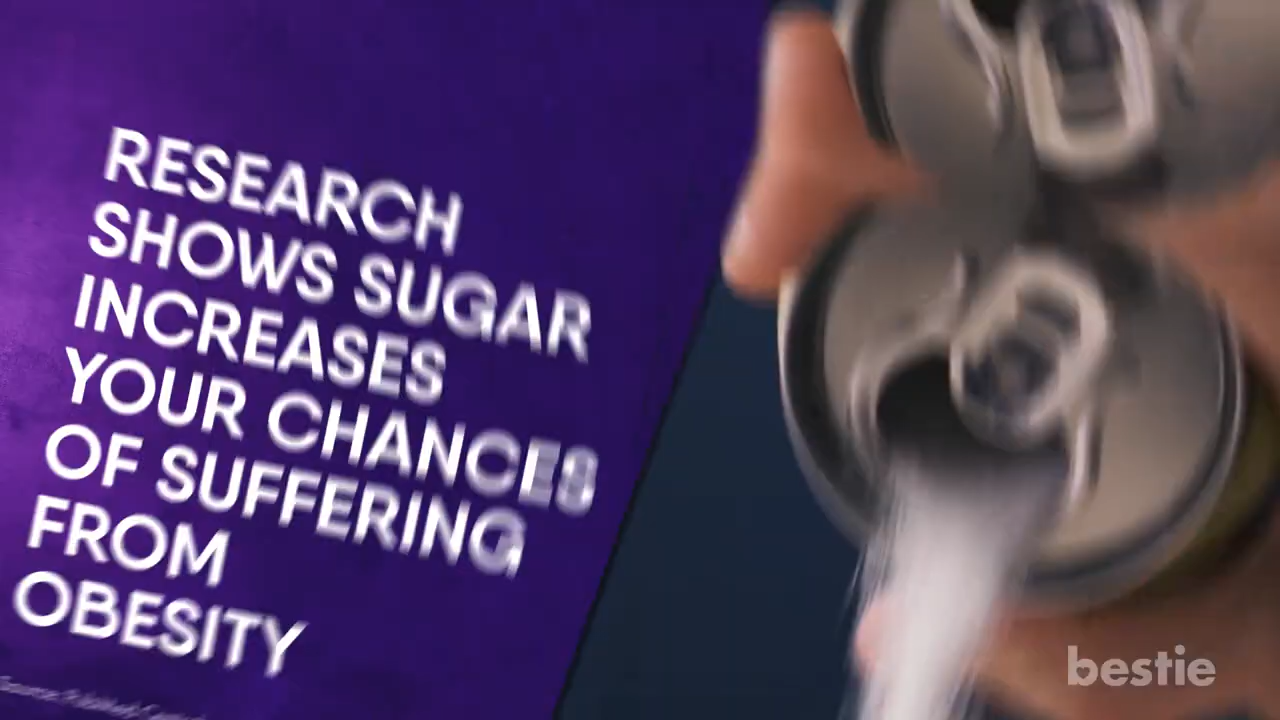 RESEARCH
SHOWS SUGAR
INCREASES
YOUR CHANCES
OF SUFFERING
FROM
OBESITY
bestie